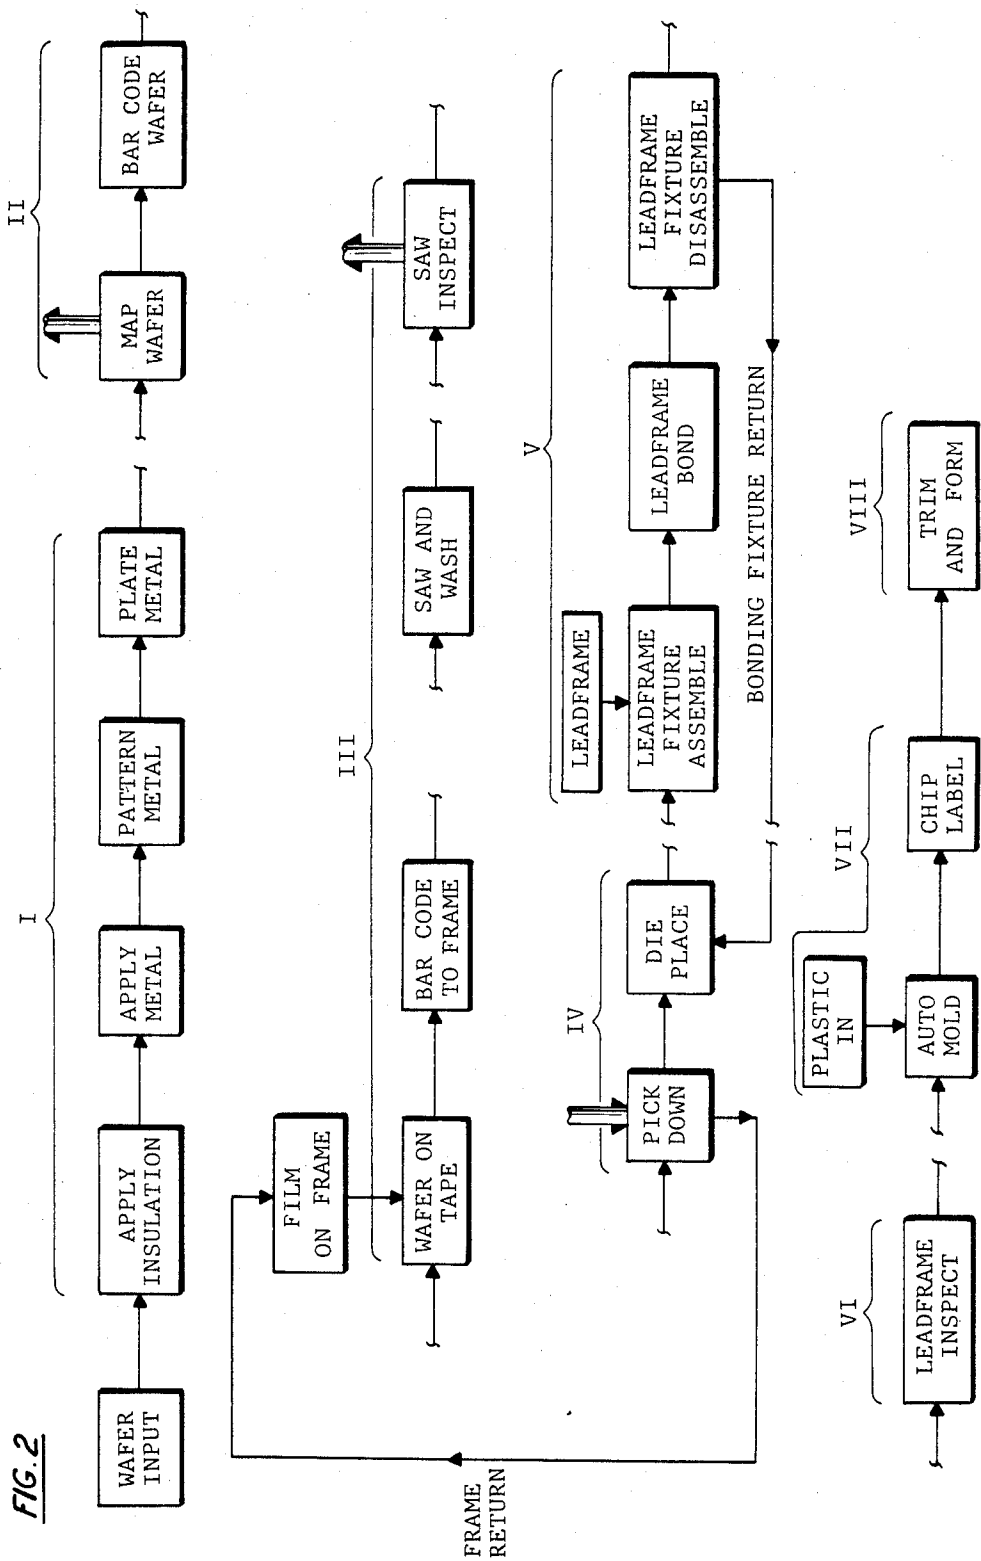 FIG. 2
I
II
WAFER
INPUT
APPLY
INSULATION
APPLY
METAL
PATTERN
METAL
PLATE
METAL
MAP
WAFER
BAR CODE
WAFER
III
FILM
ON FRAME
WAFER ON
TAPE
BAR CODE
TO FRAME
SAW AND
WASH
SAW
INSPECT
FRAME
RETURN
IV
PICK
DOWN
DIE
PLACE
V
LEADFRAME
LEADFRAME
FIXTURE
ASSEMBLE
LEADFRAME
BOND
LEADFRAME
FIXTURE
DISASSEMBLE
BONDING FIXTURE RETURN
VI
LEADFRAME
INSPECT
VII
PLASTIC
IN
AUTO
MOLD
CHIP
LABEL
VIII
TRIM
AND FORM